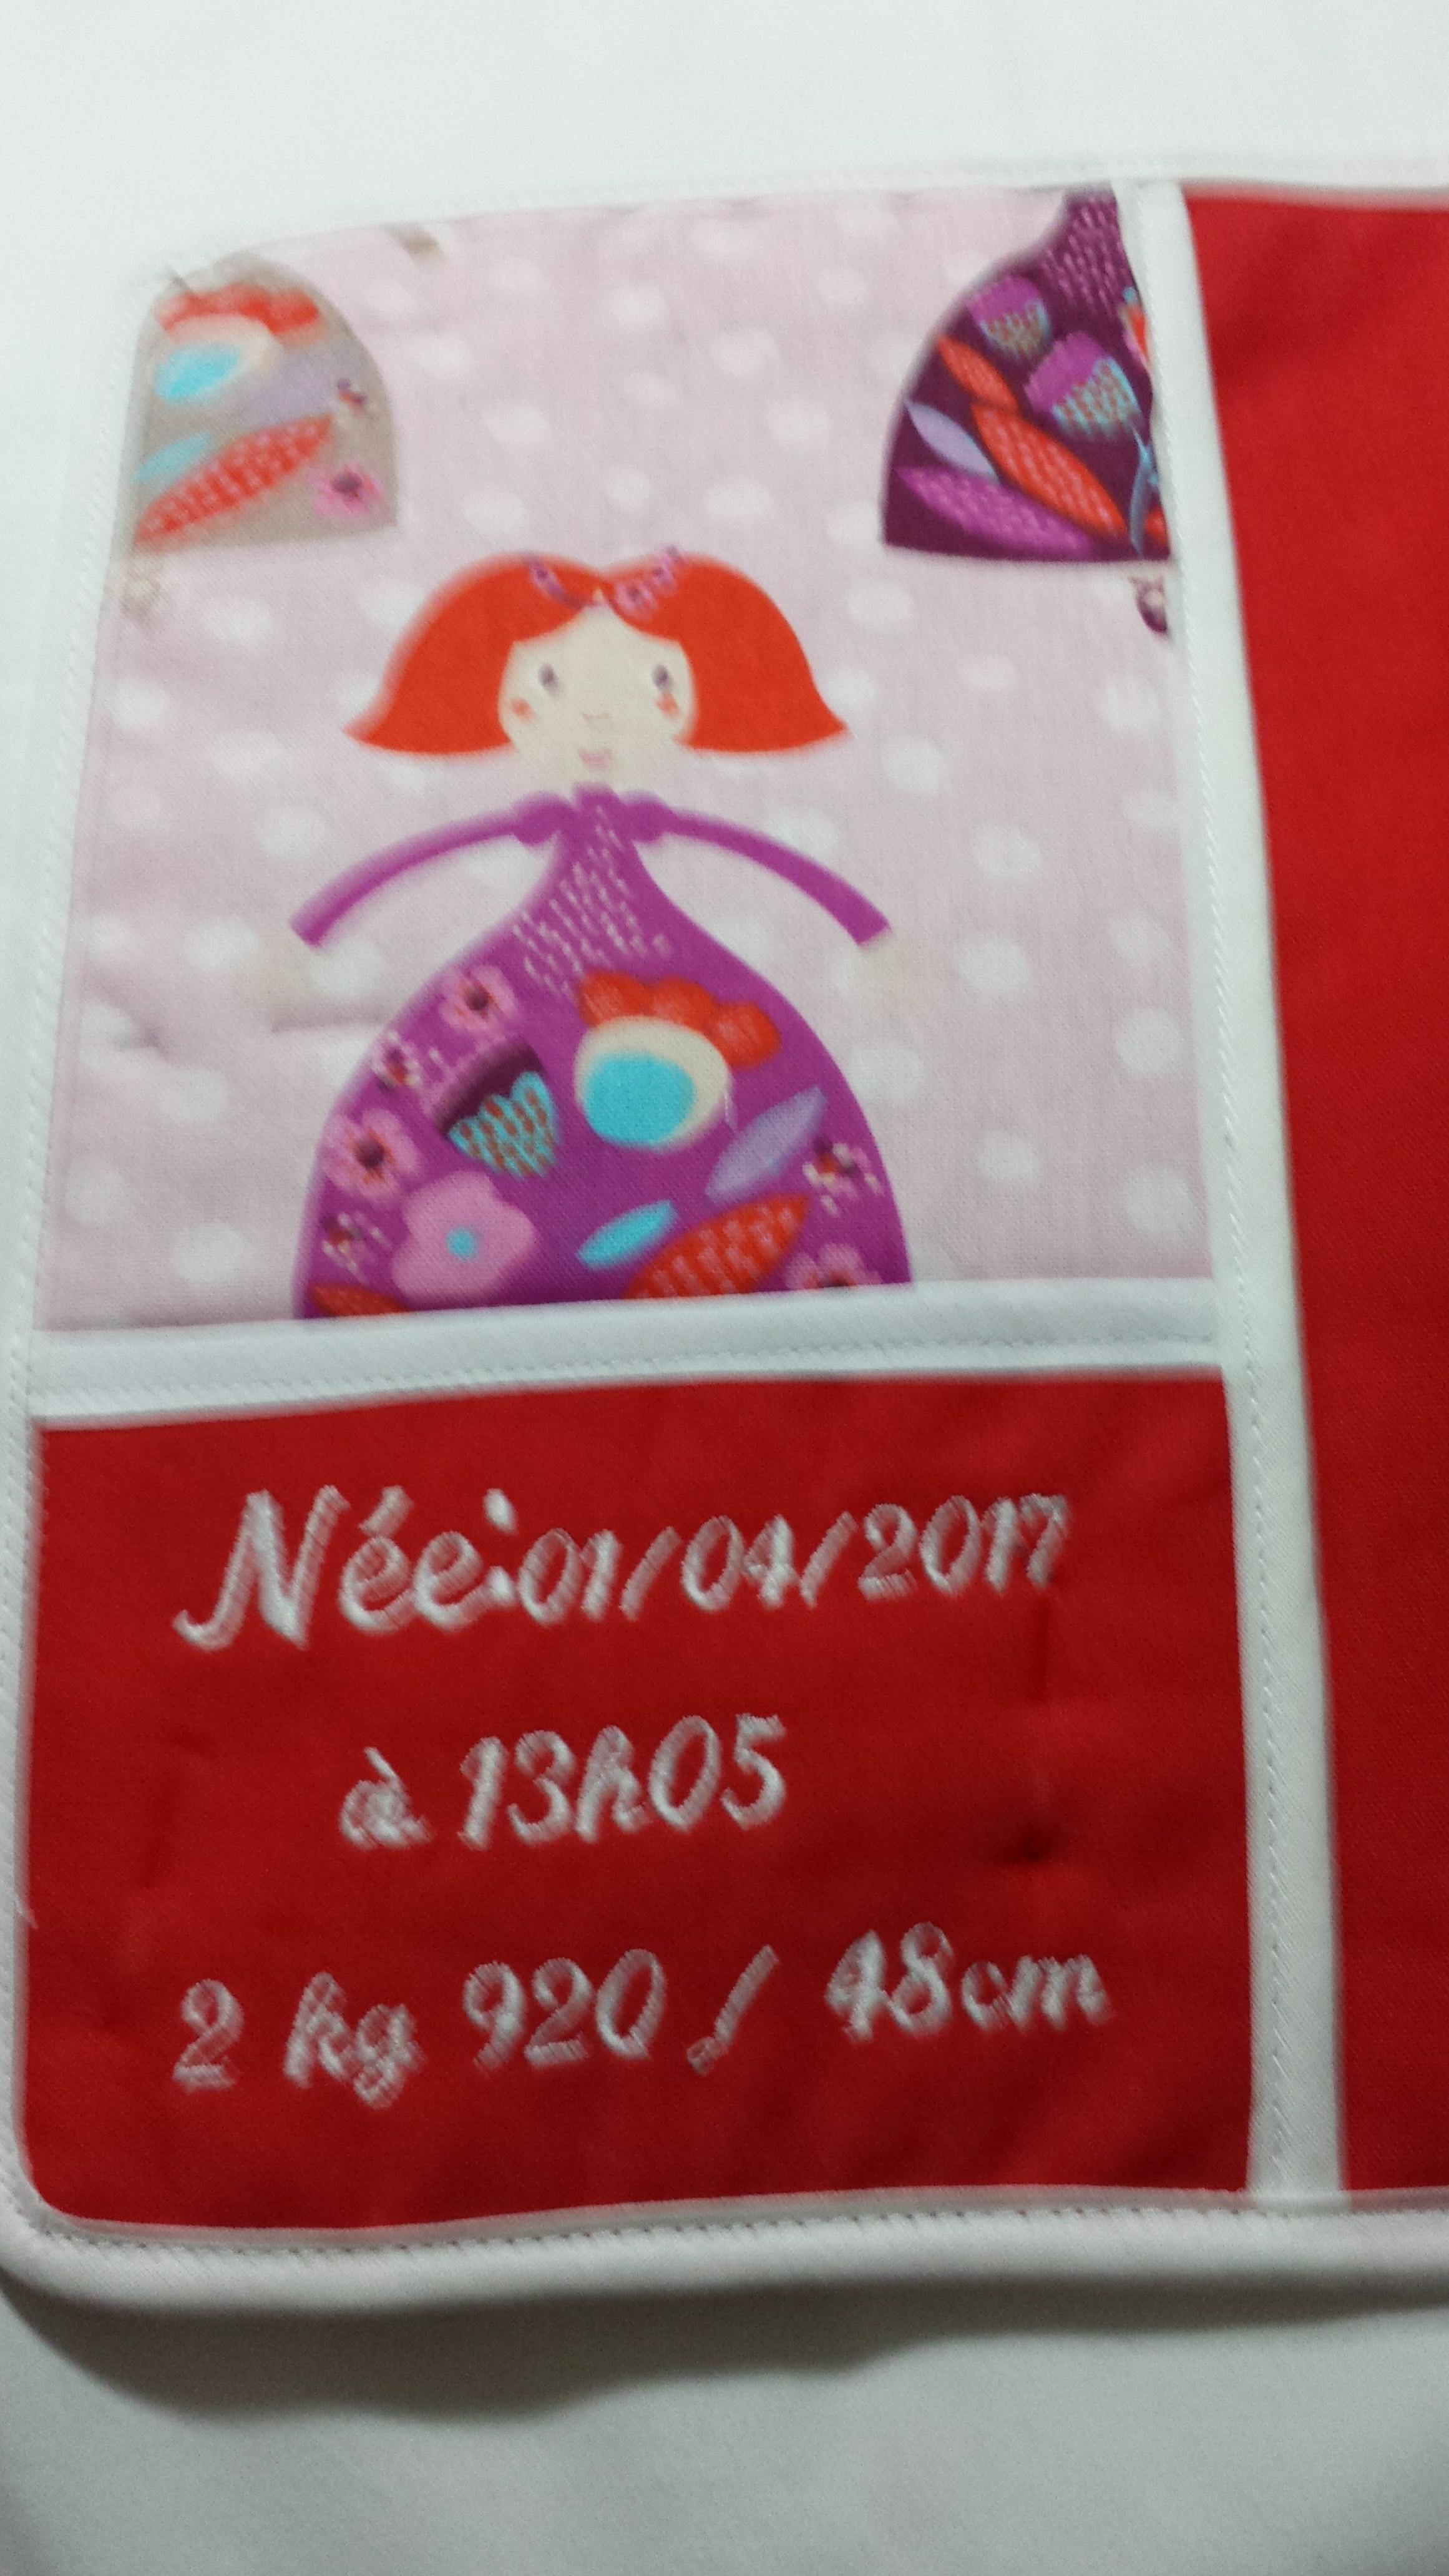 Née:01/04/2017
à 13h05
2 kg 920 / 48cm